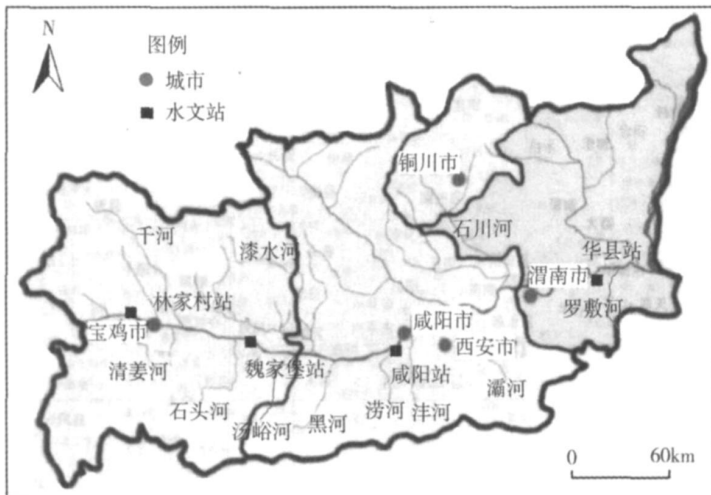 N
图例
城市
水文站
铜川市
千河
漆水河
石川河
华县站
林家村站
渭南市
宝鸡市
咸阳市
罗敷河
西安市
清姜河
魏家堡站
咸阳站
灞河
石头河
汤峪河
黑河
涝河
沣河
0
60km